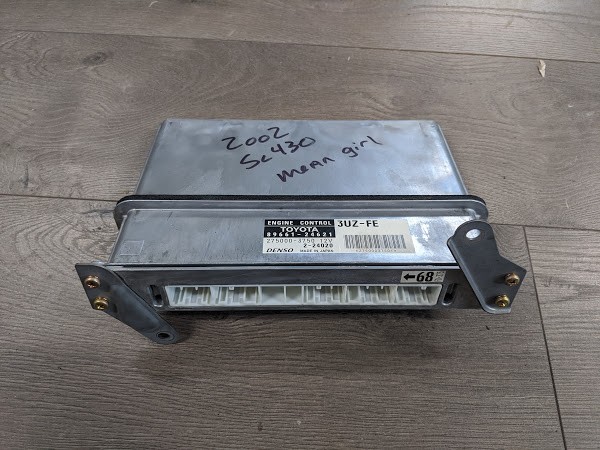 2002
Sc430
mean girl
ENGINE CONTROL 3UZ-FE
TOYOTA
89661-24621
275000-3750 12V
2-24020
DENSO MADE IN JAPAN
←68